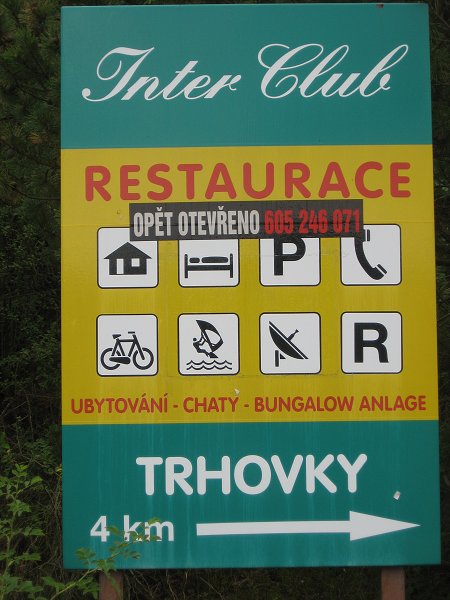 Inter Club
RESTAURACE
OPĚT OTEVŘENO 605 246 071
P
R
UBYTOVÁNÍ - CHATY - BUNGALOW ANLAGE
TRHOVKY
4 km